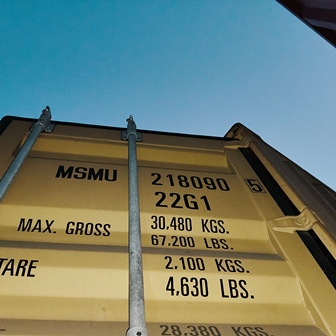 MSMU 218090 5
22G1
MAX. GROSS 30,480 KGS.
67,200 LBS.
TARE 2,100 KGS.
4,630 LBS.
28,380 KGS.